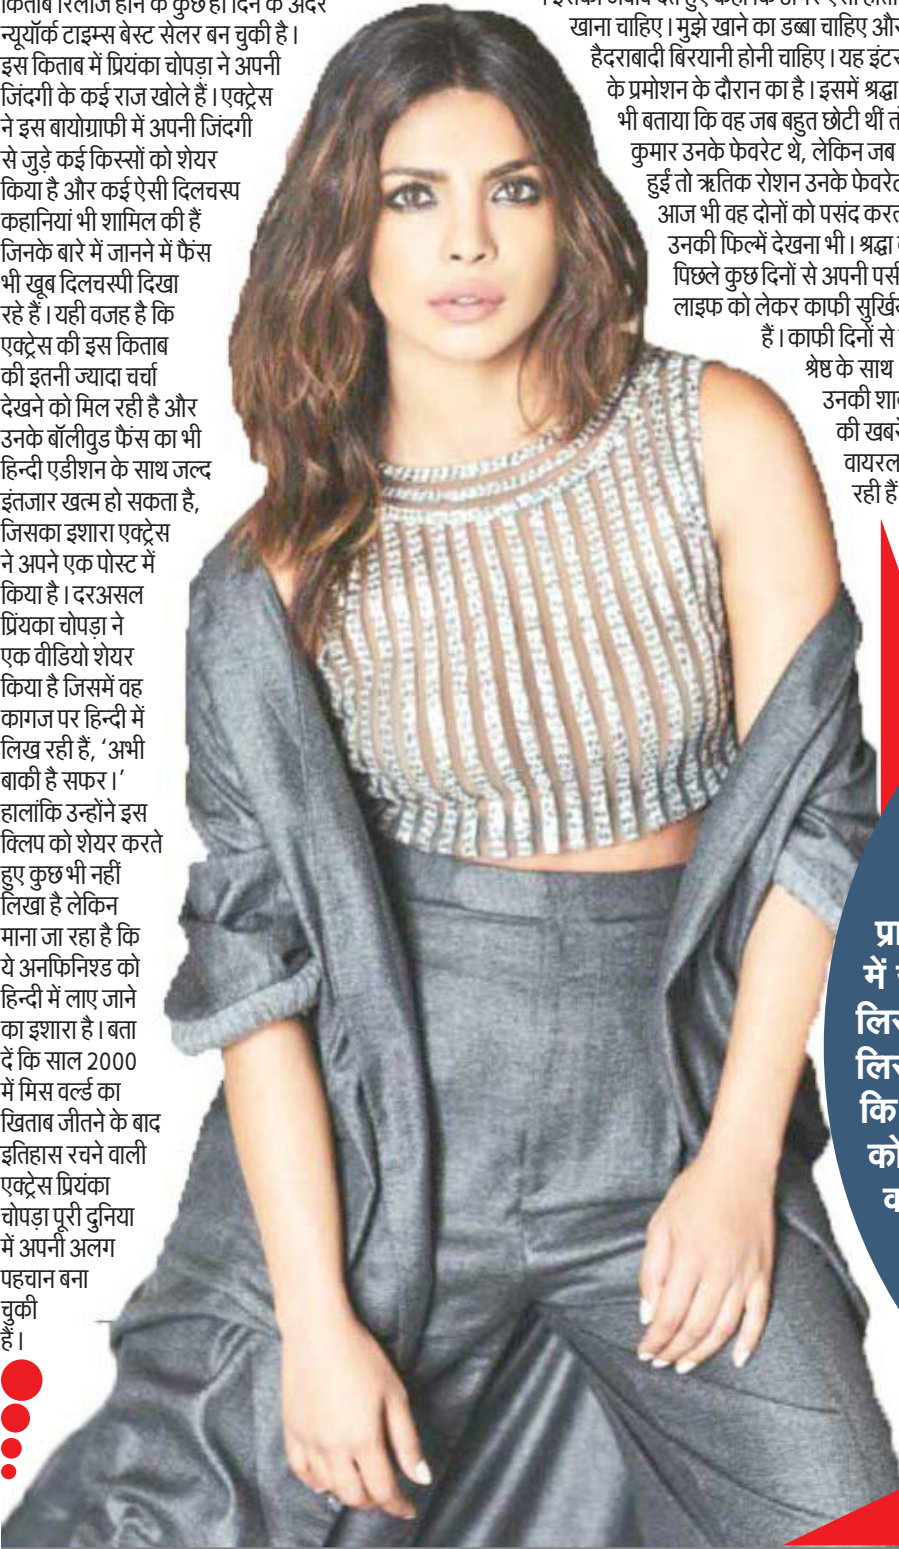 किताब रिलीज होने के कुछ ही दिन के अंदर
न्यूयॉर्क टाइम्स बेस्ट सेलर बन चुकी है।
इस किताब में प्रियंका चोपड़ा ने अपनी
जिंदगी के कई राज खोले हैं। एक्ट्रेस
ने इस बायोग्राफी में अपनी जिंदगी
से जुड़े कई किस्सों को शेयर
किया है और कई ऐसी दिलचस्प
कहानियां भी शामिल की हैं
जिनके बारे में जानने में फैंस
भी खूब दिलचस्पी दिखा
रहे हैं। यही वजह है कि
एक्ट्रेस की इस किताब
की इतनी ज्यादा चर्चा
देखने को मिल रही है और
उनके बॉलीवुड फैंस का भी
हिन्दी एडीशन के साथ जल्द
इंतजार खत्म हो सकता है,
जिसका इशारा एक्ट्रेस
ने अपने एक पोस्ट में
किया है। दरअसल
प्रिंयका चोपड़ा ने
एक वीडियो शेयर
किया है जिसमें वह
कागज पर हिन्दी में
लिख रही हैं, ‘अभी
बाकी है सफर।’
हालांकि उन्होंने इस
क्लिप को शेयर करते
हुए कुछ भी नहीं
लिखा है लेकिन
माना जा रहा है कि
ये अनफिनिश्ड को
हिन्दी में लाए जाने
का इशारा है। बता
दें कि साल 2000
में मिस वर्ल्ड का
खिताब जीतने के बाद
इतिहास रचने वाली
एक्ट्रेस प्रियंका
चोपड़ा पूरी दुनिया
में अपनी अलग
पहचान बना
चुकी
हैं।
खाना चाहिए। मुझे खाने का डब्बा चाहिए और
हैदराबादी बिरयानी होनी चाहिए। यह
के प्रमोशन के दौरान का है। इसमें श्रद्धा
भी बताया कि वह जब बहुत छोटी थीं
कुमार उनके फेवरेट थे, लेकिन जब
हुईं तो ऋतिक रोशन उनके
आज भी वह दोनों को पसंद
उनकी फिल्में देखना भी। श्रद्धा
पिछले कुछ दिनों से अपनी
लाइफ को लेकर काफी
हैं। काफी दिनों से
श्रेष्ठ के साथ
उनकी
की
वायरल
रही हैं
में
को